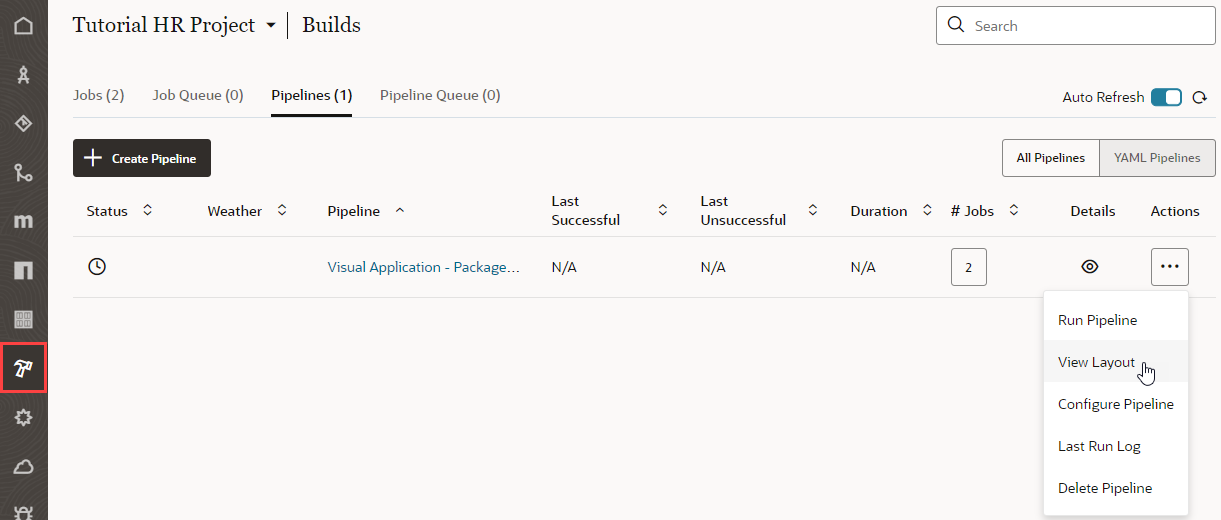 Tutorial HR Project Builds
Search
Jobs (2) Job Queue (0) Pipelines (1) Pipeline Queue (0)
Auto Refresh
Create Pipeline
All Pipelines YAML Pipelines
Status Weather Pipeline Last Successful Last Unsuccessful Duration # Jobs Details Actions
Visual Application - Package... N/A N/A N/A 2
Run Pipeline
View Layout
Configure Pipeline
Last Run Log
Delete Pipeline